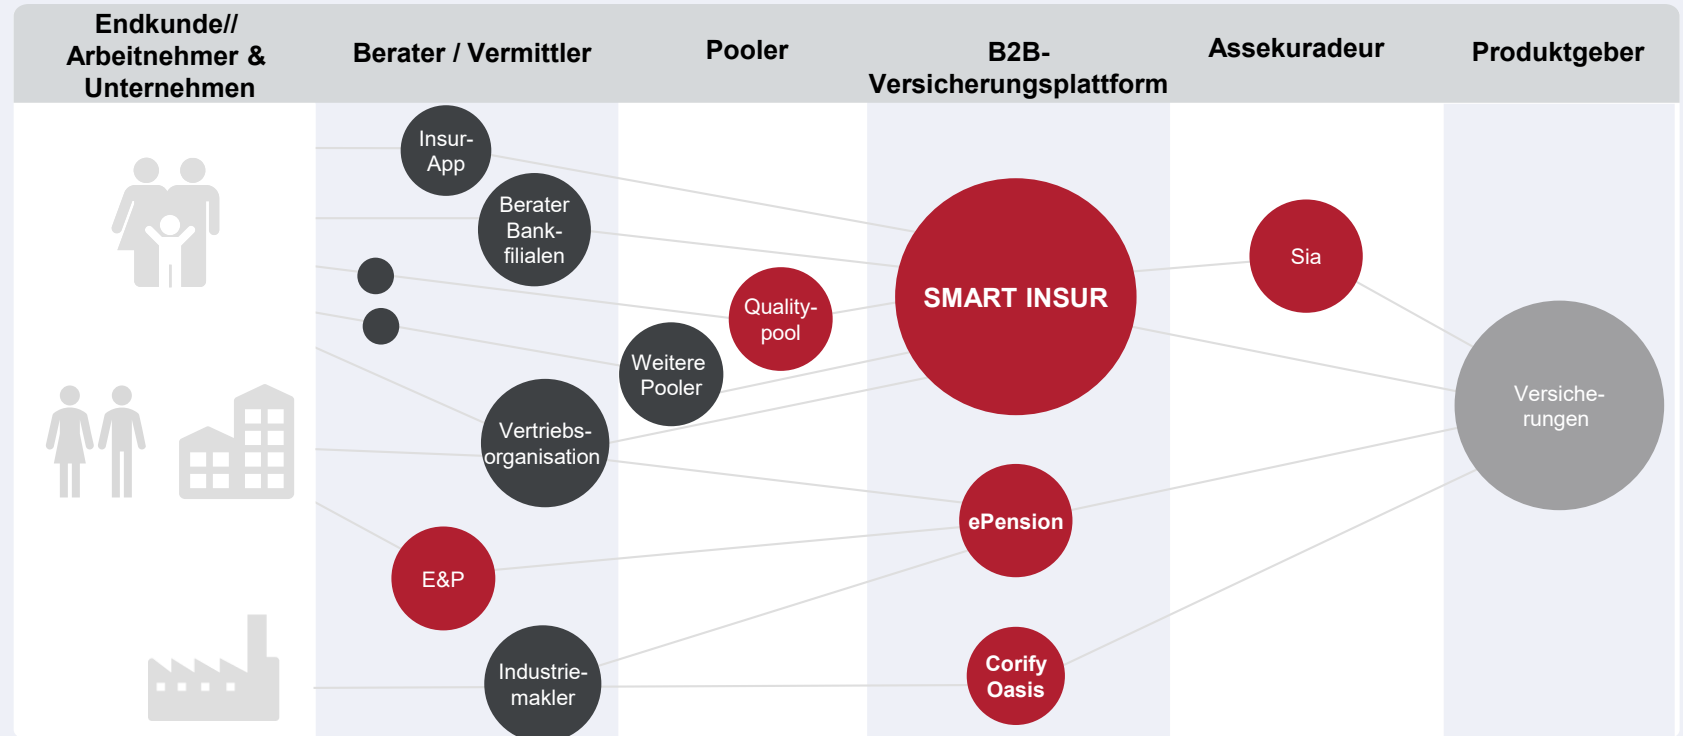 Endkunde//
Arbeitnehmer &
Unternehmen
Berater / Vermittler
Pooler
B2B-
Versicherungsplattform
Assekuradeur
Produktgeber
Insur-
App
Berater
Bank-
filialen
Quality-
pool
Weitere
Pooler
Vertriebs-
organisation
E&P
Industrie-
makler
SMART INSUR
ePension
Corify
Oasis
Sia
Versiche-
rungen